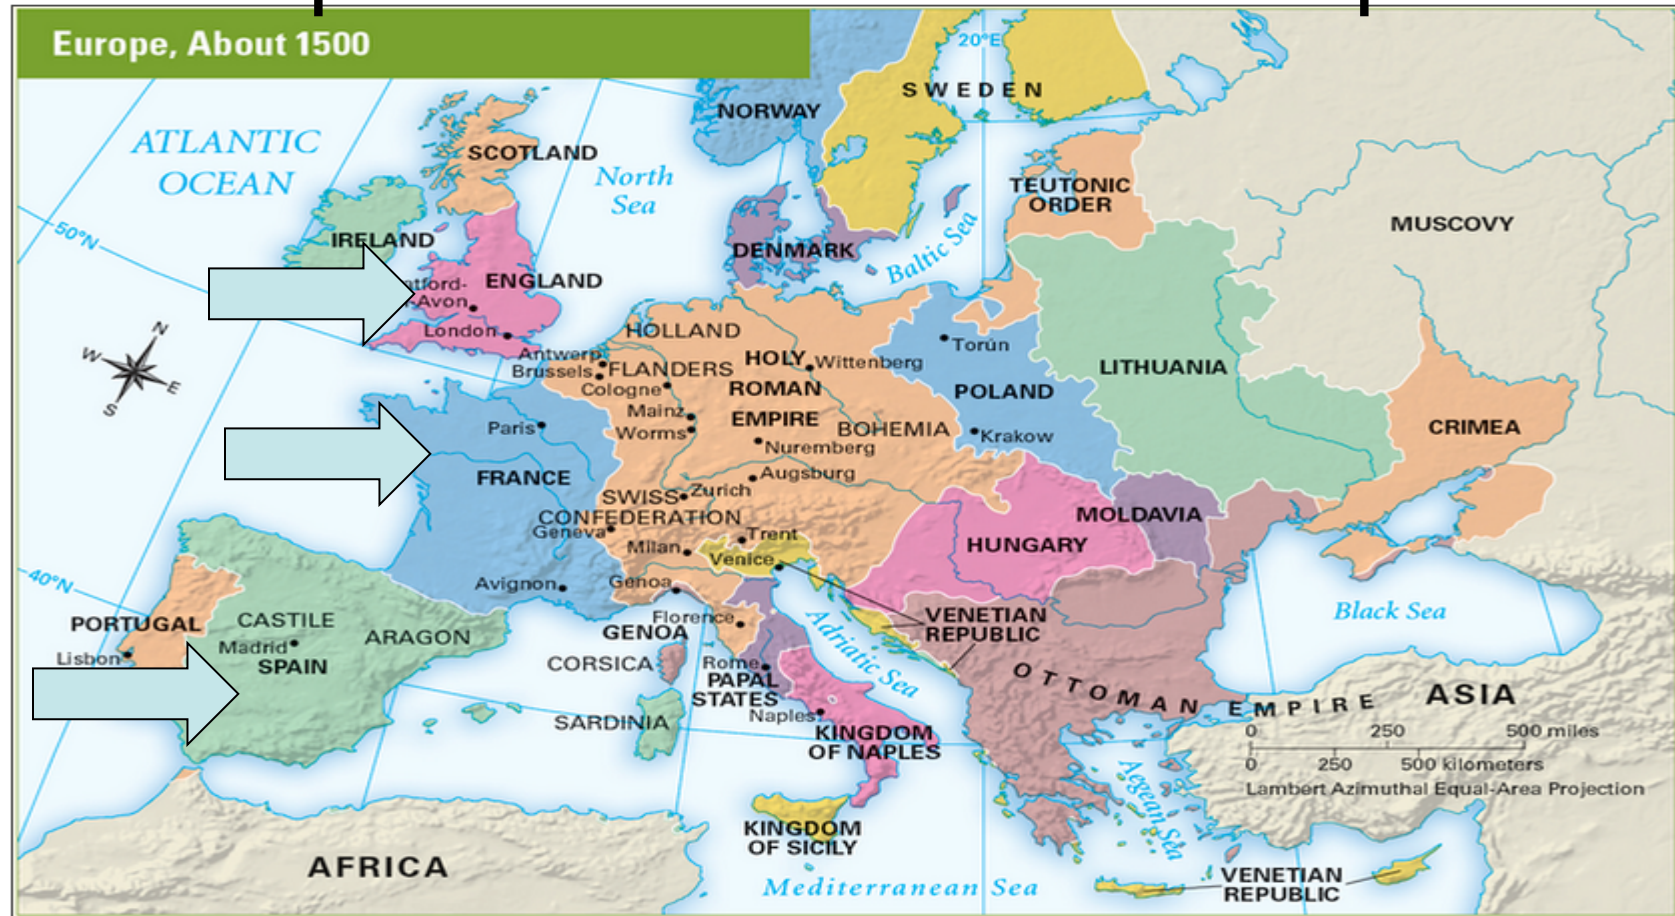 Europe, About 1500
20°E
SWEDEN
NORWAY
ATLANTIC
OCEAN
SCOTLAND
North
Sea
TEUTONIC
ORDER
MUSCOVY
50°N
IRELAND
DENMARK
Baltic Sea
ENGLAND
atford-
-Avon
London
HOLLAND
Antwerp
Brussels
FLANDERS
Cologne
HOLY
ROMAN
EMPIRE
Wittenberg
Torún
LITHUANIA
POLAND
N
W
E
S
Mainz
Worms
BOHEMIA
Krakow
CRIMEA
Paris
Nuremberg
FRANCE
Augsburg
SWISS
CONFEDERATION
Zurich
Geneva
MOLDAVIA
Trent
Milan
Venice
HUNGARY
40°N
Avignon
Genoa
PORTUGAL
CASTILE
ARAGON
Florence
GENOA
VENETIAN
REPUBLIC
Black Sea
Lisbon
Madrid
SPAIN
CORSICA
Rome
PAPAL
STATES
Adriatic Sea
OTTOMAN EMPIRE
ASIA
SARDINIA
Naples
KINGDOM
OF NAPLES
0 250 500 miles
0 250 500 kilometers
Lambert Azimuthal Equal-Area Projection
Aegean Sea
KINGDOM
OF SICILY
AFRICA
Mediterranean Sea
VENETIAN
REPUBLIC